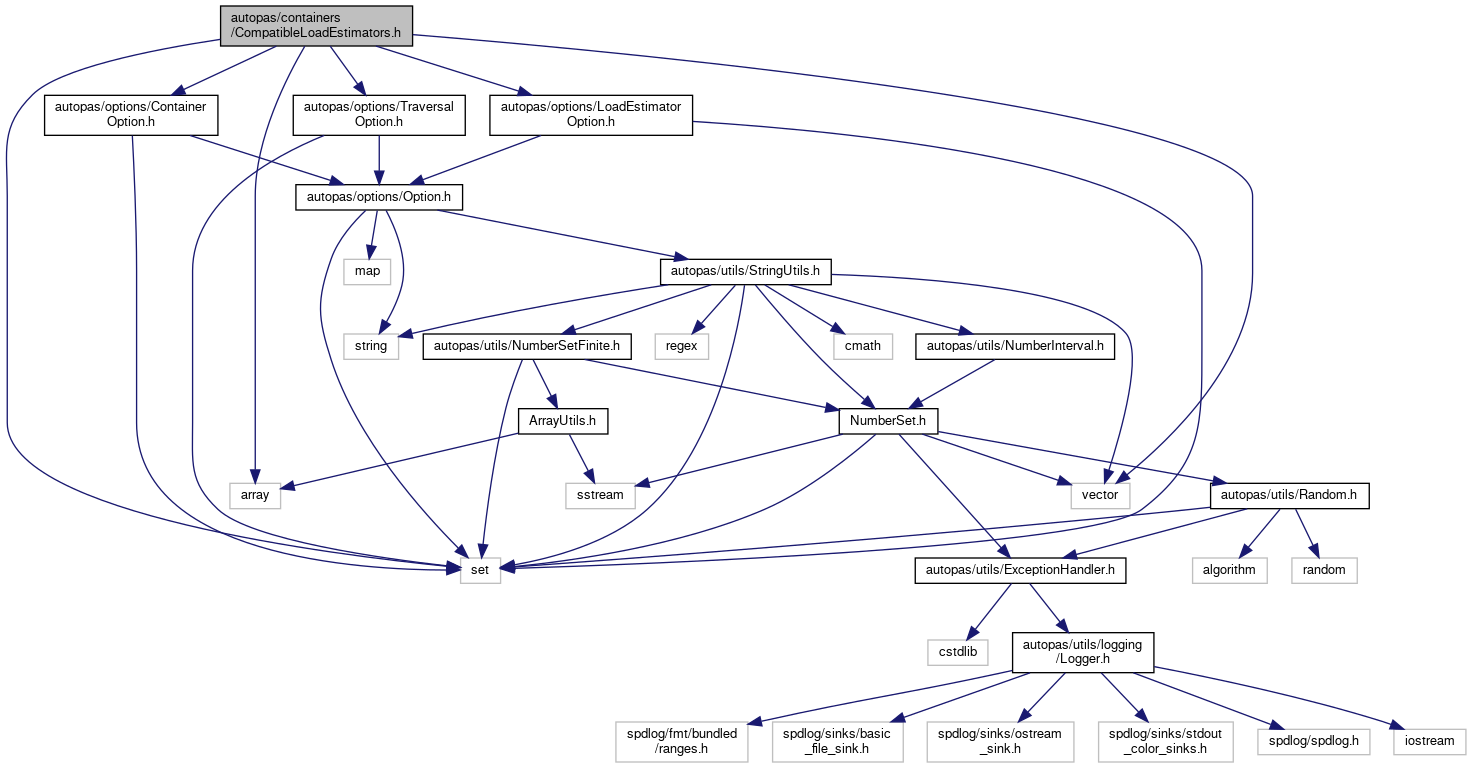 autopas/containers
/CompatibleLoadEstimators.h
autopas/options/Container
Option.h
autopas/options/Traversal
Option.h
autopas/options/LoadEstimator
Option.h
autopas/options/Option.h
map
autopas/utils/StringUtils.h
string
autopas/utils/NumberSetFinite.h
regex
cmath
autopas/utils/NumberInterval.h
ArrayUtils.h
NumberSet.h
array
sstream
vector
autopas/utils/Random.h
set
autopas/utils/ExceptionHandler.h
algorithm
random
cstdlib
autopas/utils/logging
/Logger.h
spdlog/fmt/bundled
/ranges.h
spdlog/sinks/basic
_file_sink.h
spdlog/sinks/ostream
_sink.h
spdlog/sinks/stdout
_color_sinks.h
spdlog/spdlog.h
iostream